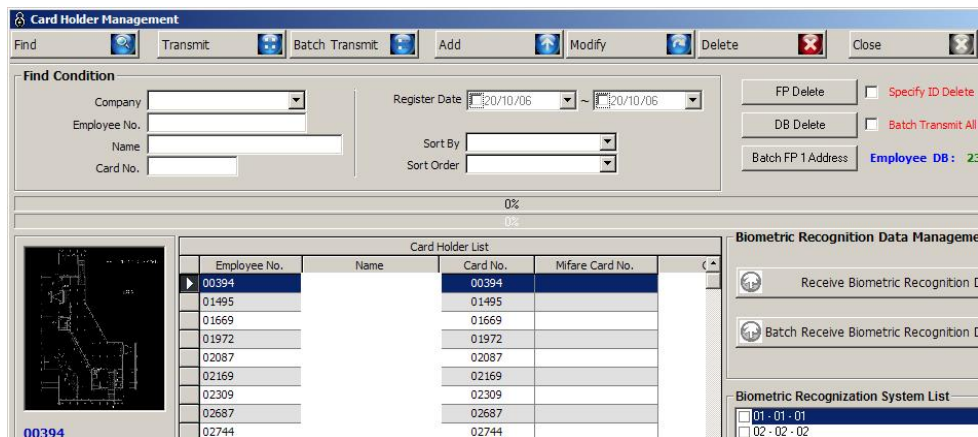 Card Holder Management
Find Transmit Batch Transmit Add Modify Delete Close
Find Condition
Company
Register Date 20/10/06 ~ 20/10/06
FP Delete Specify ID Delete
Employee No.
DB Delete Batch Transmit All
Name
Sort By
Card No.
Sort Order
Batch FP 1 Address Employee DB : 23
0%
0%
Card Holder List
Biometric Recognition Data Manageme
Employee No. Name Card No. Mifare Card No.
00394 00394
Receive Biometric Recognition D
01495 01495
01669 01669
01972 01972
Batch Receive Biometric Recognition D
02087 02087
02169 02169
02309 02309
Biometric Recognization System List
02687 02687
01 - 01 - 01
02744 02744
02 - 02 - 02
00394